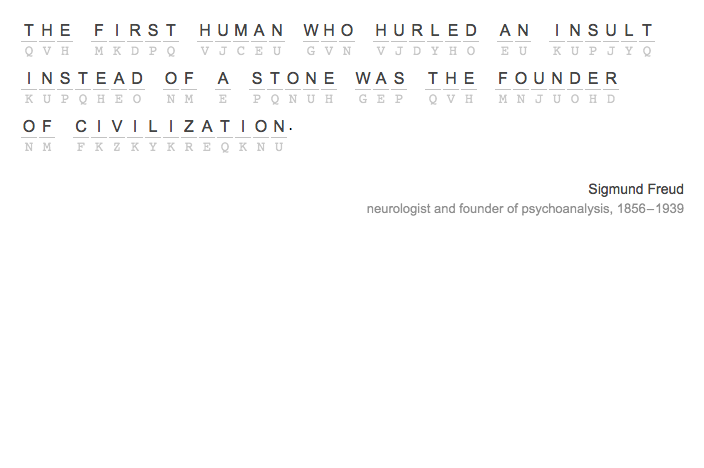 THE FIRST HUMAN WHO HURLED AN INSULT
QVH MKDPQ VJCEU GVN VJDYHO EU KUPJYQ
INSTEAD OF A STONE WAS THE FOUNDER
KUPQHEO NM E PQNUH GEP QVH MNJUOHD
OF CIVILIZATION.
NM FKZKYKREQKNU
Sigmund Freud
neurologist and founder of psychoanalysis, 1856–1939